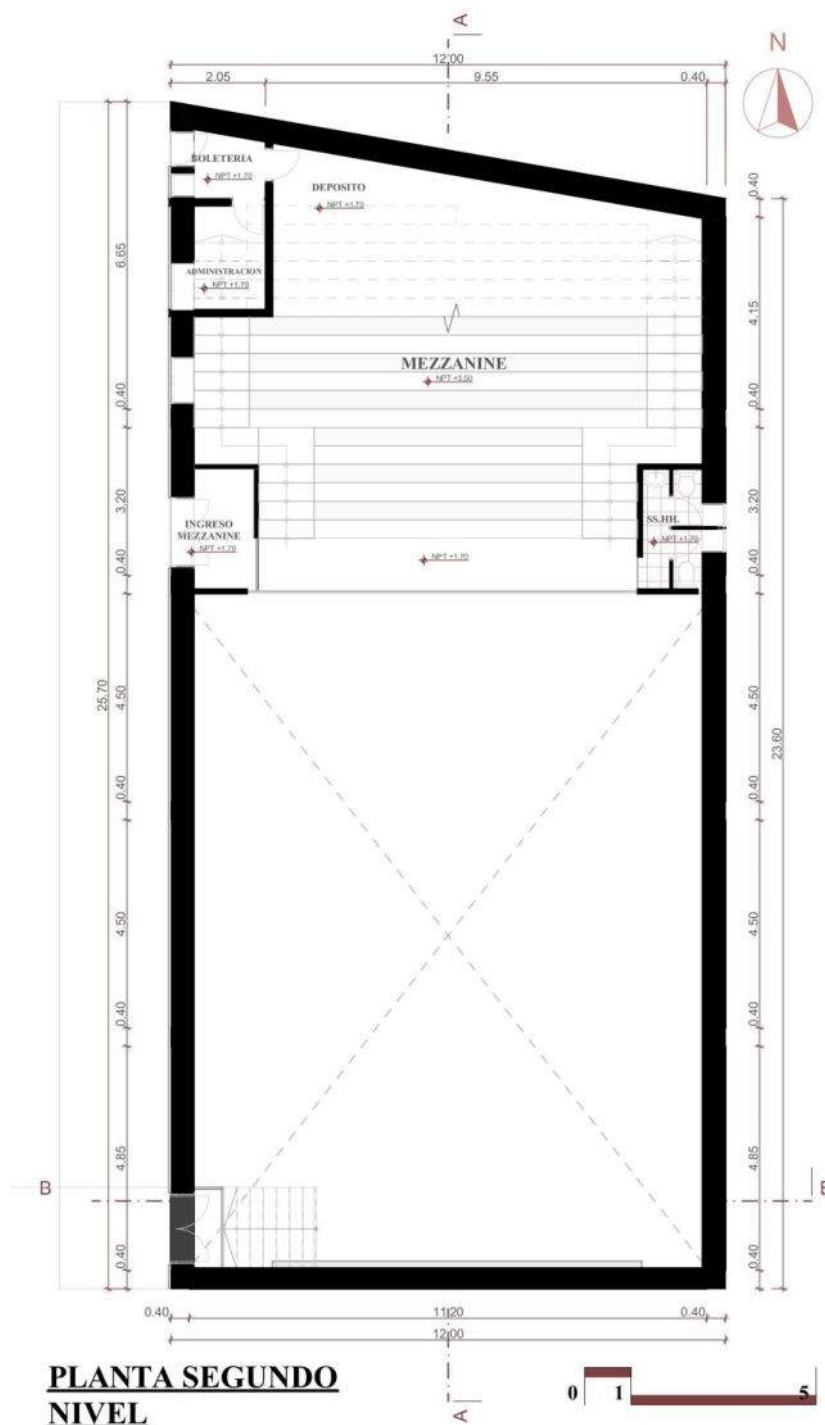 A
N
12.00
2.05
9.55
0.40
BOLETERIA
NPT +1.70
DEPOSITO
NPT +1.70
0.40
6.65
ADMINISTRACION
NPT +1.70
4.15
MEZZANINE
NPT +3.50
0.40
0.40
3.20
INGRESO
MEZZANINE
NPT +1.70
NPT +1.70
SS.HH.
NPT +1.70
3.20
0.40
0.40
25.70
4.50
4.50
23.60
0.40
0.40
4.50
4.50
0.40
0.40
4.85
4.85
B
B
0.40
0.40
0.40
11.20
0.40
12.00
A
PLANTA SEGUNDO
NIVEL
0 1 5